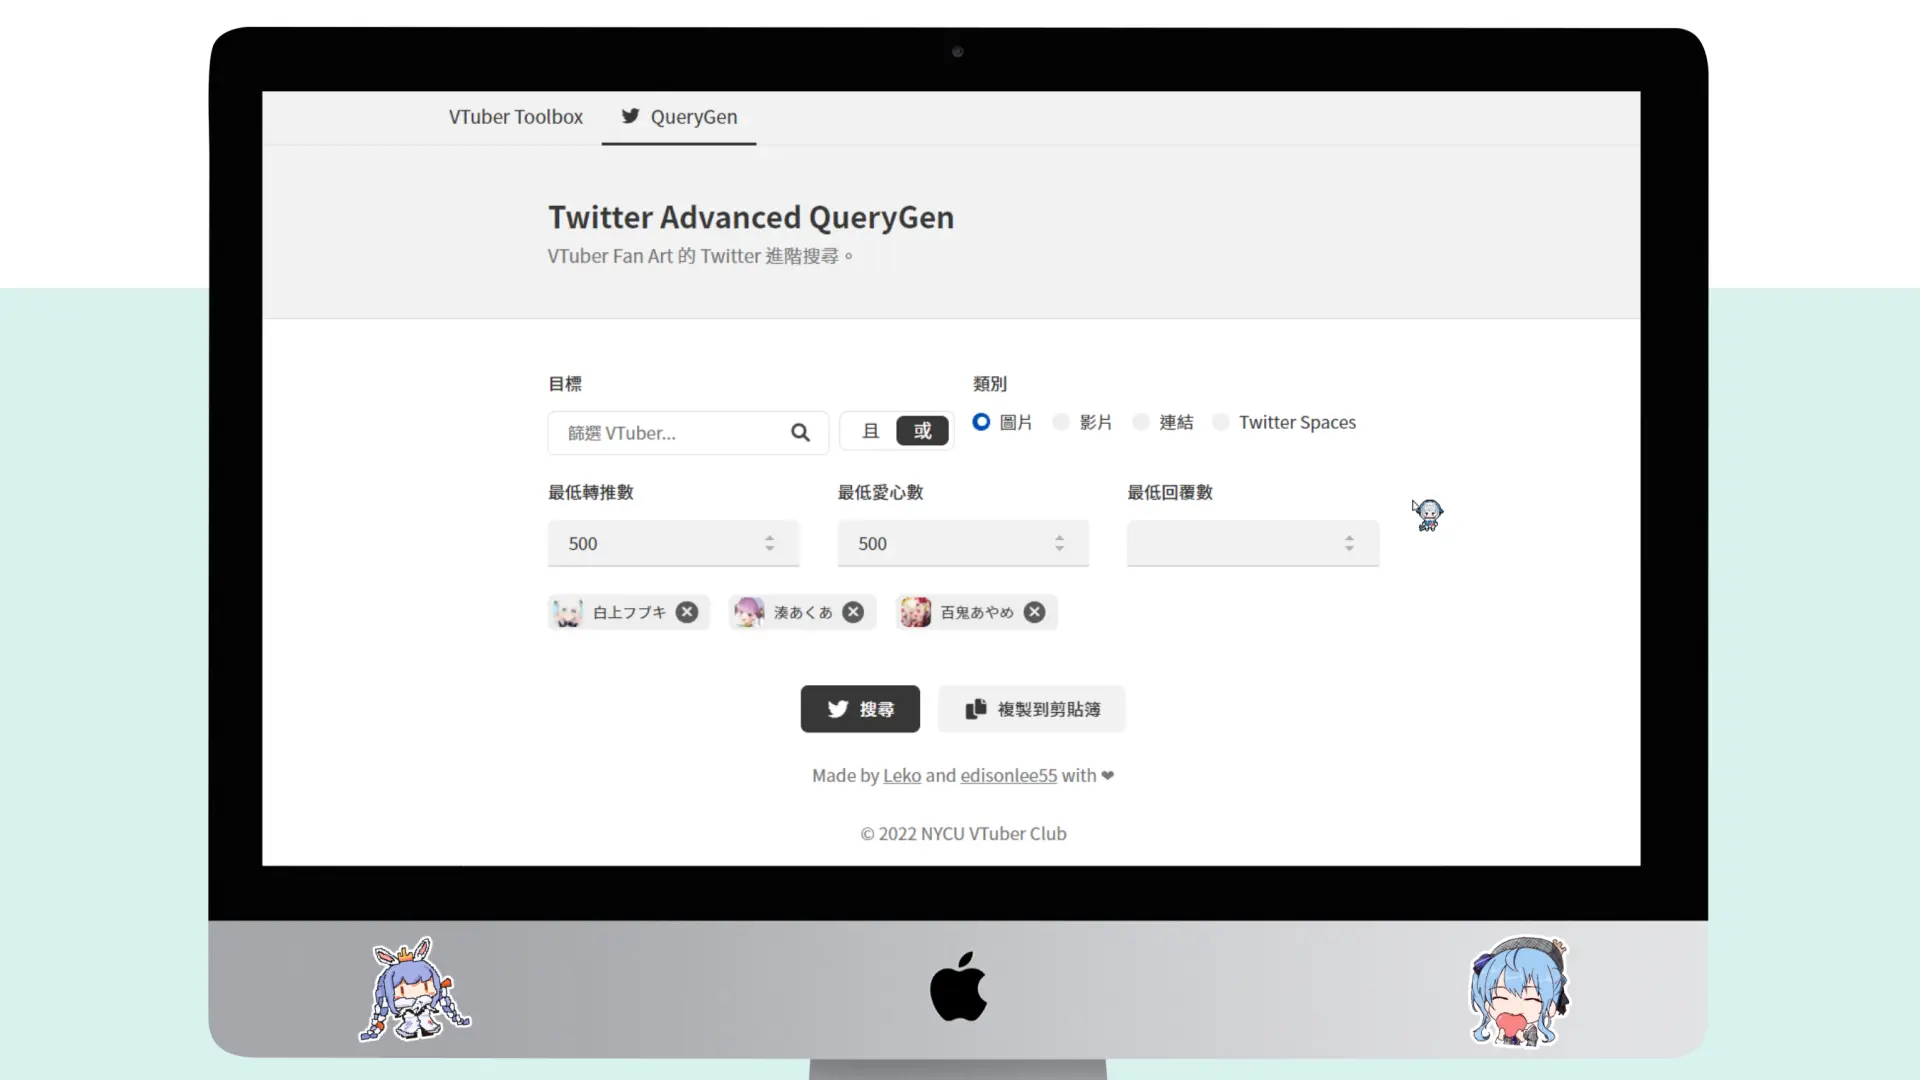 VTuber Toolbox QueryGen
Twitter Advanced QueryGen
VTuber Fan Art 的 Twitter 進階搜尋。
目標 類別
篩選 VTuber... 且 或 圖片 影片 連結 Twitter Spaces
最低轉推數 最低愛心數 最低回覆數
500 500
白上フブキ 湊あくあ 百鬼あやめ
搜尋 複製到剪貼簿
Made by Leko and edisonlee55 with ❤
© 2022 NYCU VTuber Club